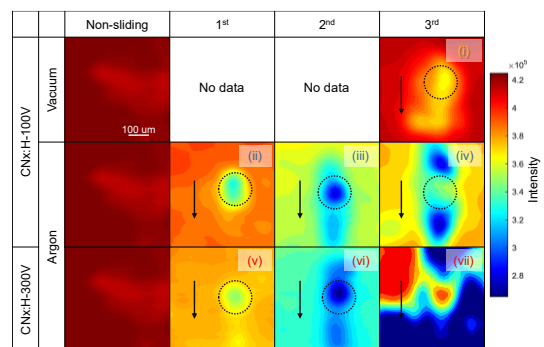 Non-sliding 1st 2nd 3rd
CNx:H-100V
Vacuum
100 um
No data
No data
(i)
Argon
(ii)
(iii)
(iv)
CNx:H-300V
(v)
(vi)
(vii)
×10⁵
4.2
4
3.8
3.6
3.4
3.2
3
2.8
Intensity